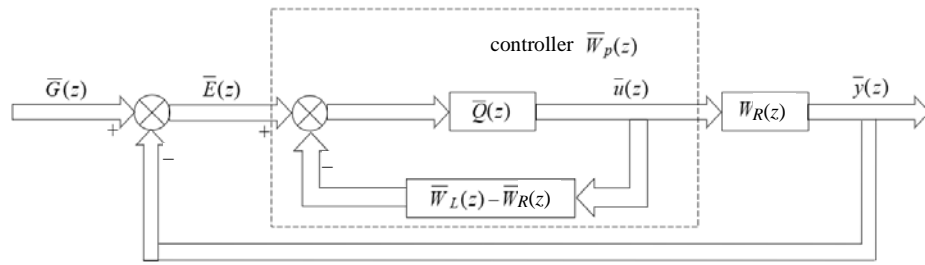 controller W̅p(z)
G̅(z)
E̅(z)
u̅(z)
y̅(z)
+
+
Q̅(z)
WR(z)
−
−
W̅L(z) − W̅R(z)